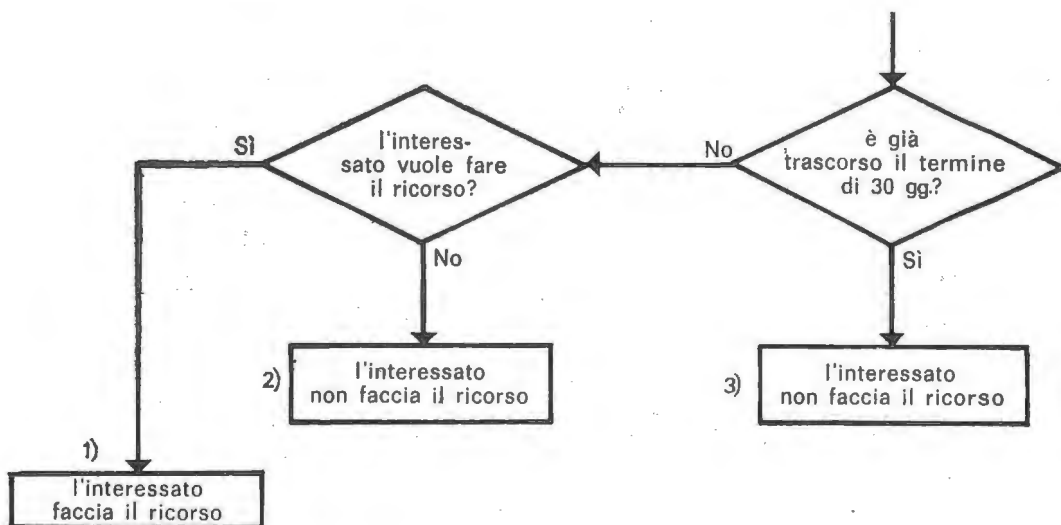 Sì
l'interes-
sato vuole fare
il ricorso?
No
è già
trascorso il termine
di 30 gg.?
No
Sì
2)
l'interessato
non faccia il ricorso
3)
l'interessato
non faccia il ricorso
1)
l'interessato
faccia il ricorso